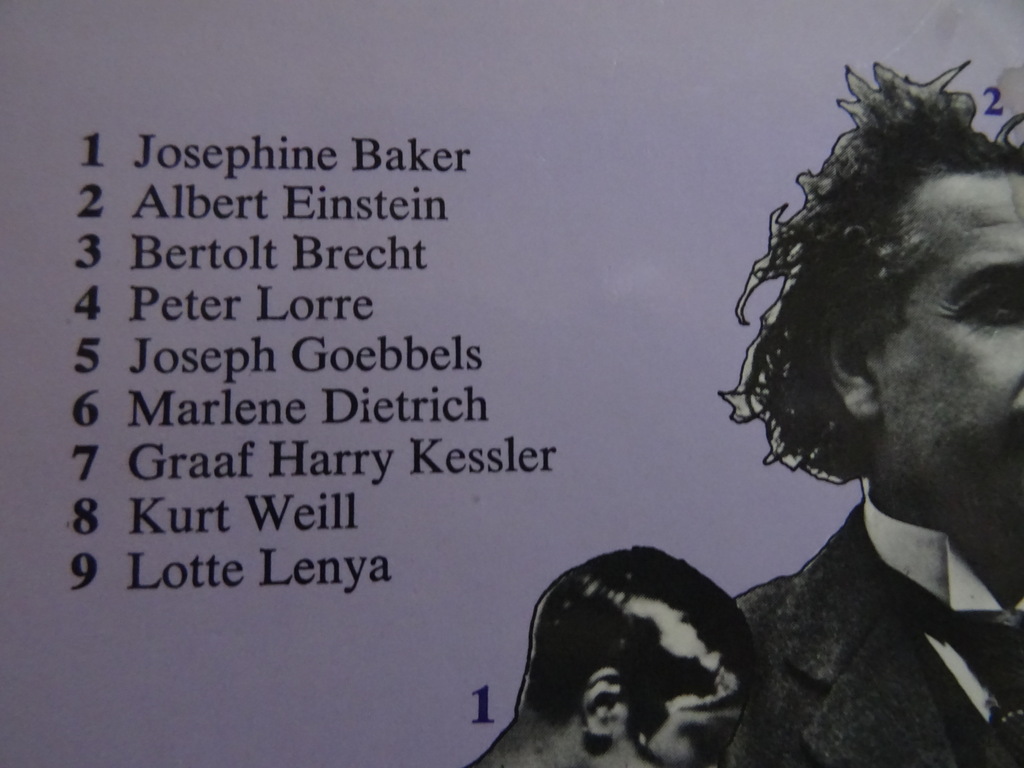 1 Josephine Baker
2 Albert Einstein
3 Bertolt Brecht
4 Peter Lorre
5 Joseph Goebbels
6 Marlene Dietrich
7 Graaf Harry Kessler
8 Kurt Weill
9 Lotte Lenya
2
1